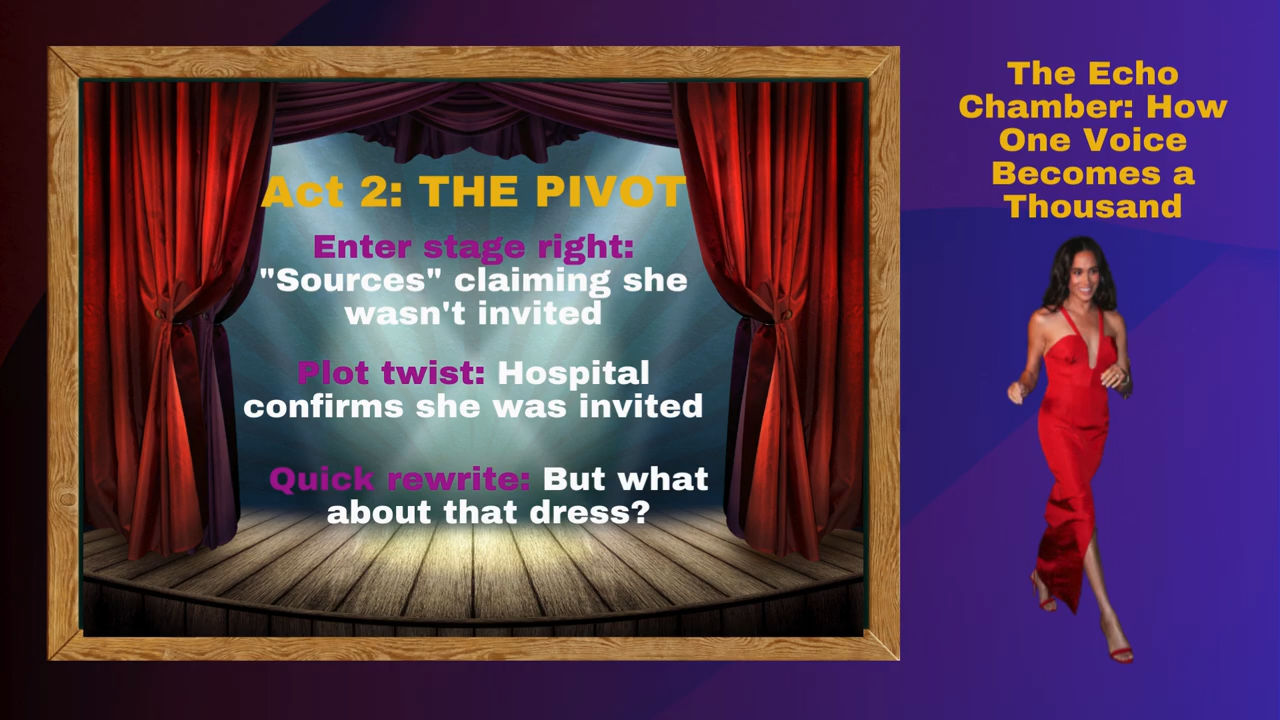 Act 2: THE PIVOT
Enter stage right:
"Sources" claiming she
wasn't invited
Plot twist: Hospital
confirms she was invited
Quick rewrite: But what
about that dress?
The Echo
Chamber: How
One Voice
Becomes a
Thousand